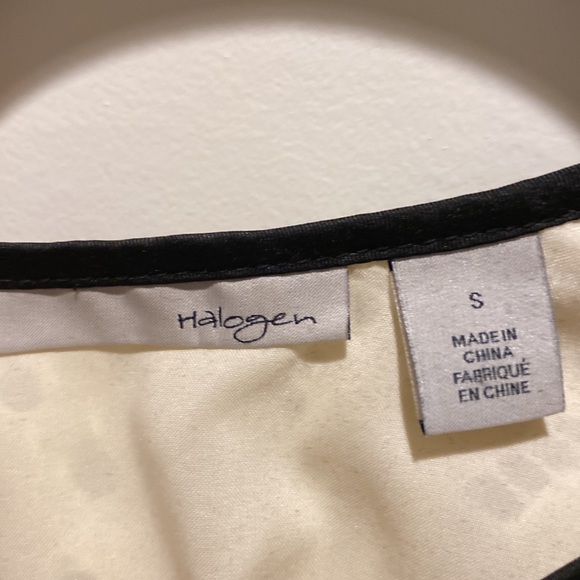 Halogen
S
MADE IN
CHINA
FABRIQUÉ
EN CHINE